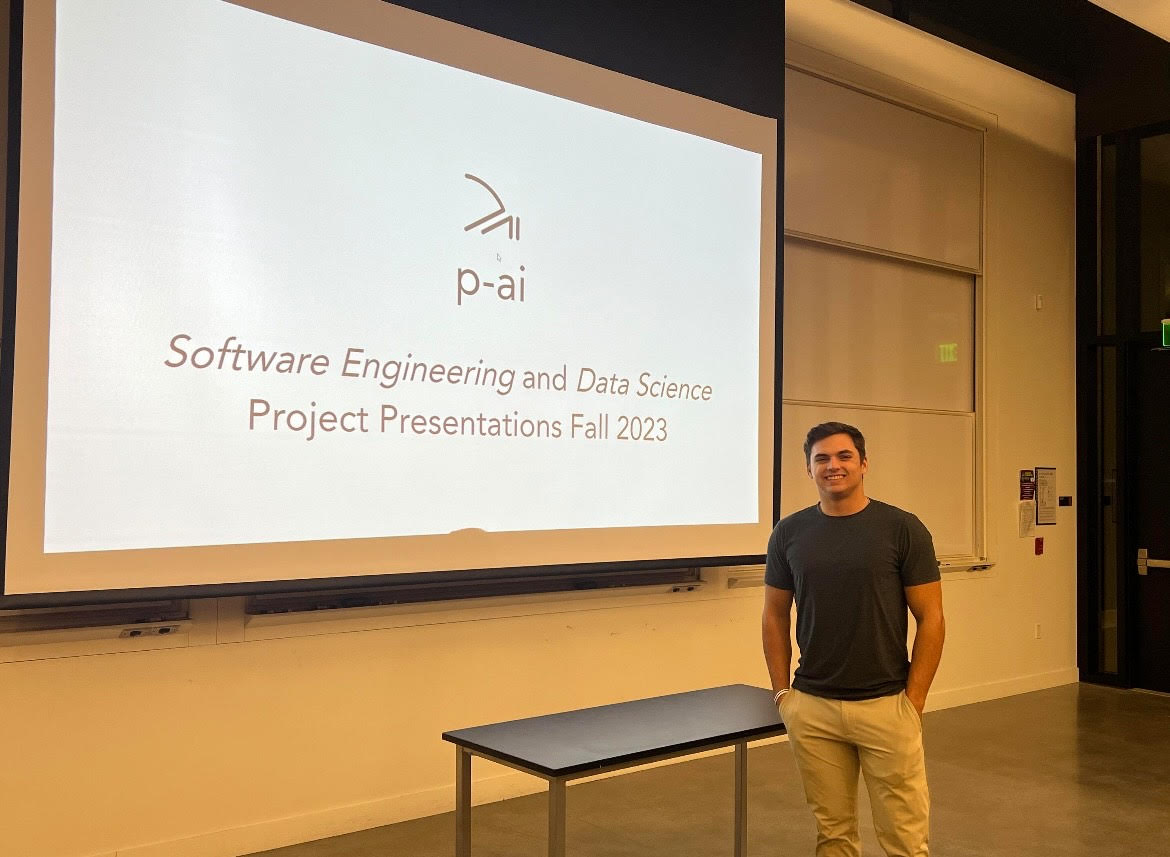 p-ai
Software Engineering and Data Science
Project Presentations Fall 2023